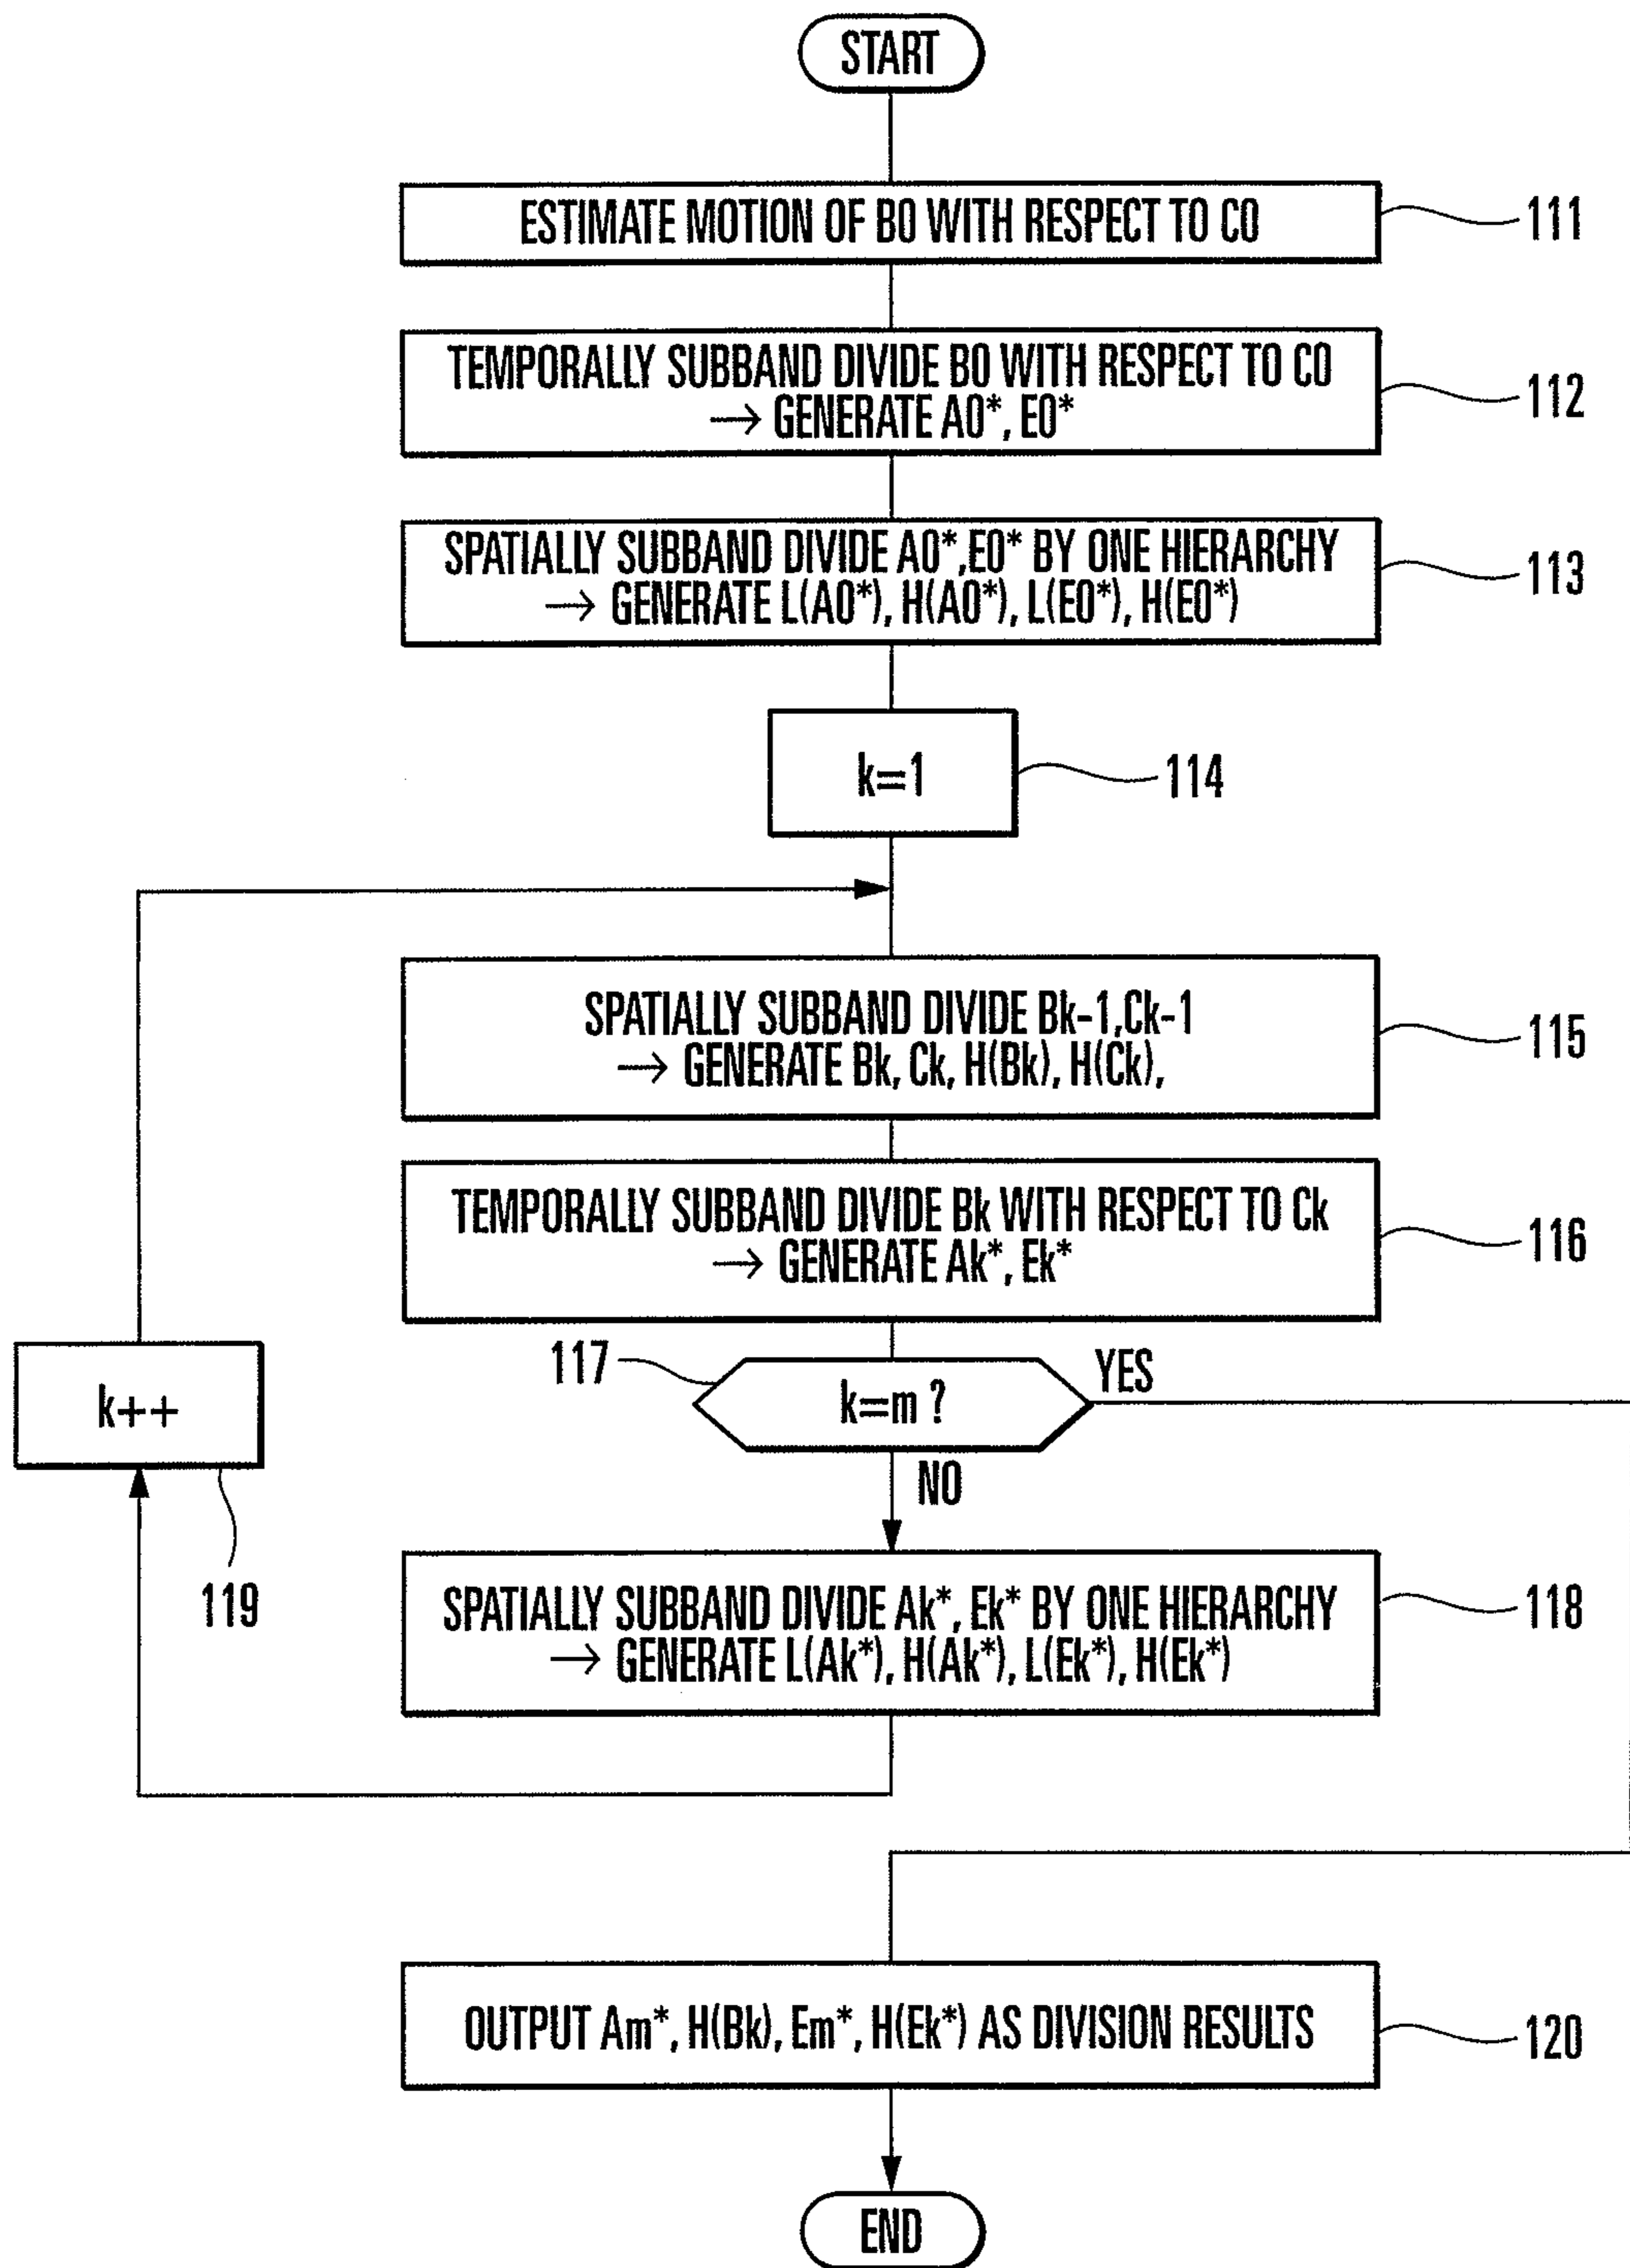 START
ESTIMATE MOTION OF B0 WITH RESPECT TO C0
111
TEMPORALLY SUBBAND DIVIDE B0 WITH RESPECT TO C0
→ GENERATE A0*, E0*
112
SPATIALLY SUBBAND DIVIDE A0*,E0* BY ONE HIERARCHY
→ GENERATE L(A0*), H(A0*), L(E0*), H(E0*)
113
k=1
114
SPATIALLY SUBBAND DIVIDE Bk-1,Ck-1
→ GENERATE Bk, Ck, H(Bk), H(Ck),
115
TEMPORALLY SUBBAND DIVIDE Bk WITH RESPECT TO Ck
→ GENERATE Ak*, Ek*
116
117
k=m ?
YES
NO
k++
119
SPATIALLY SUBBAND DIVIDE Ak*, Ek* BY ONE HIERARCHY
→ GENERATE L(Ak*), H(Ak*), L(Ek*), H(Ek*)
118
OUTPUT Am*, H(Bk), Em*, H(Ek*) AS DIVISION RESULTS
120
END